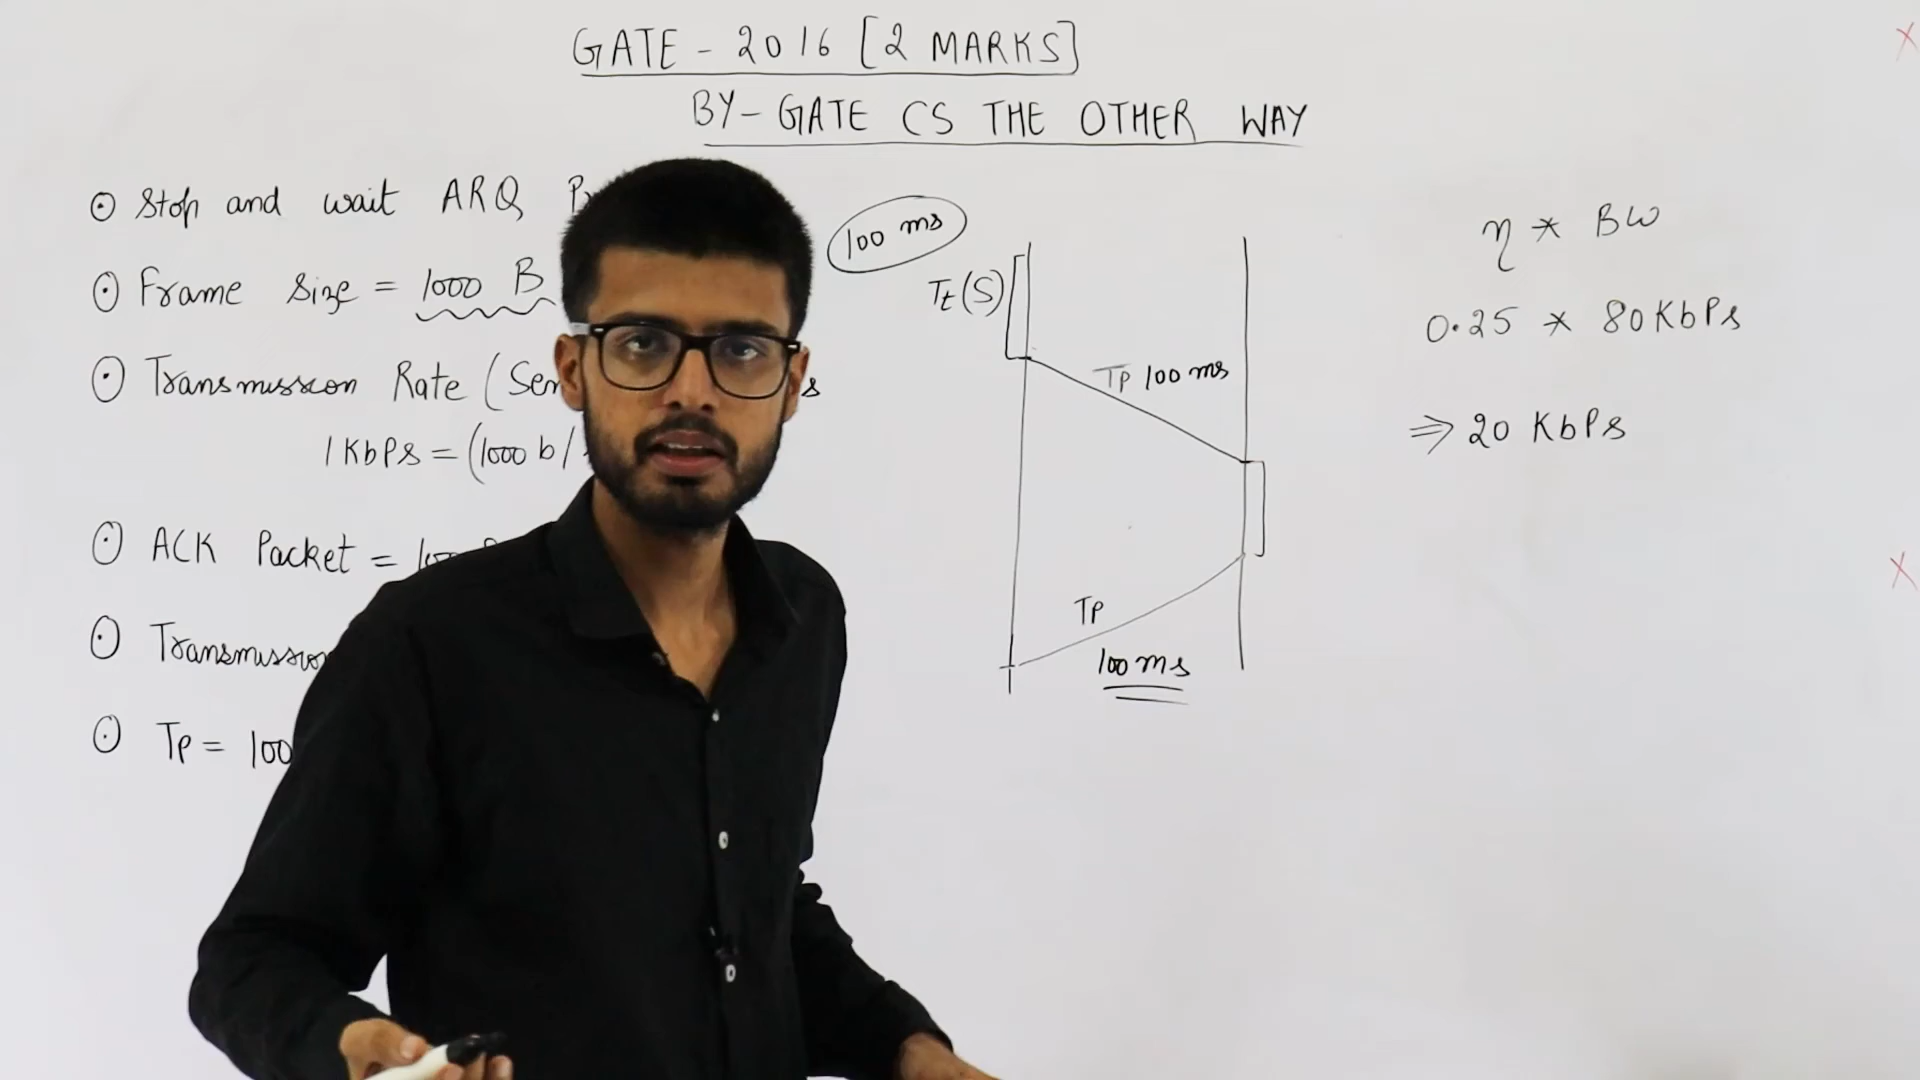 GATE - 2016 [2 MARKS]
BY - GATE CS THE OTHER WAY
⊙ Stop and wait ARQ
⊙ Frame Size = 1000 B
⊙ Transmission Rate (Sen
1 KbPs = (1000 b/
⊙ ACK Packet =
⊙ Transmission
⊙ Tp = 100
100 ms
Tt(S)
Tp 100 ms
Tp
100 ms
η * BW
0.25 * 80 KbPs
⇒ 20 KbPs